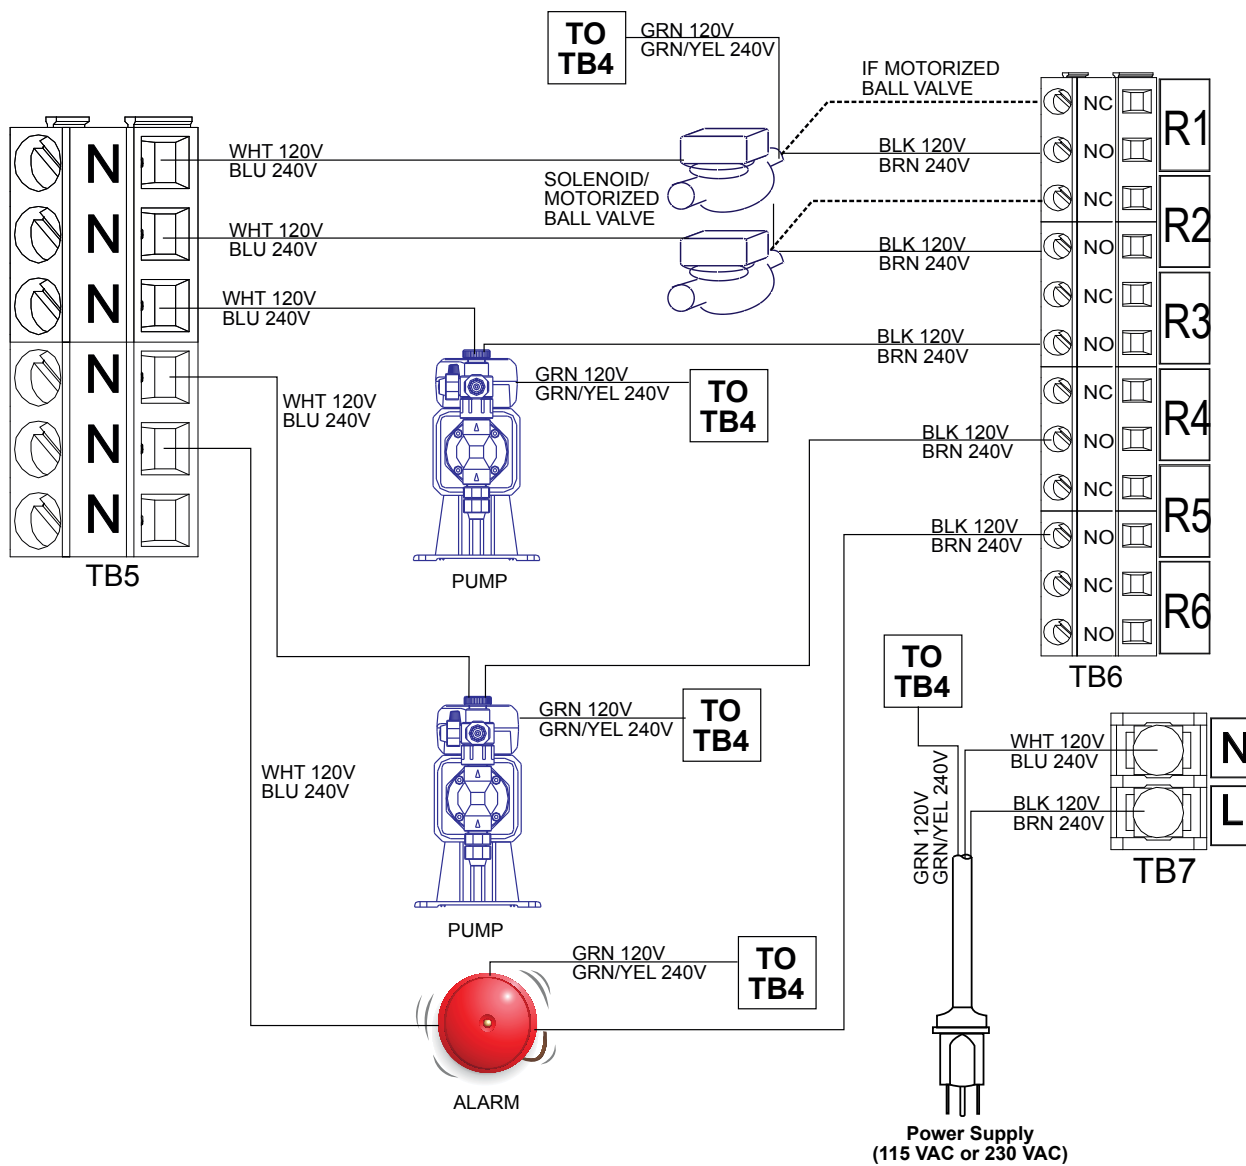 TO
TB4
GRN 120V
GRN/YEL 240V
IF MOTORIZED
BALL VALVE
N
WHT 120V
BLU 240V
SOLENOID/
MOTORIZED
BALL VALVE
BLK 120V
BRN 240V
NC
NO
R1
N
WHT 120V
BLU 240V
BLK 120V
BRN 240V
NC
NO
R2
N
WHT 120V
BLU 240V
BLK 120V
BRN 240V
NC
NO
R3
N
WHT 120V
BLU 240V
GRN 120V
GRN/YEL 240V
TO
TB4
BLK 120V
BRN 240V
NC
NO
R4
N
N
TB5
PUMP
BLK 120V
BRN 240V
NC
NO
R5
NC
NO
R6
TB6
WHT 120V
BLU 240V
GRN 120V
GRN/YEL 240V
TO
TB4
PUMP
TO
TB4
GRN 120V
GRN/YEL 240V
WHT 120V
BLU 240V
N
BLK 120V
BRN 240V
L
TB7
GRN 120V
GRN/YEL 240V
TO
TB4
ALARM
Power Supply
(115 VAC or 230 VAC)